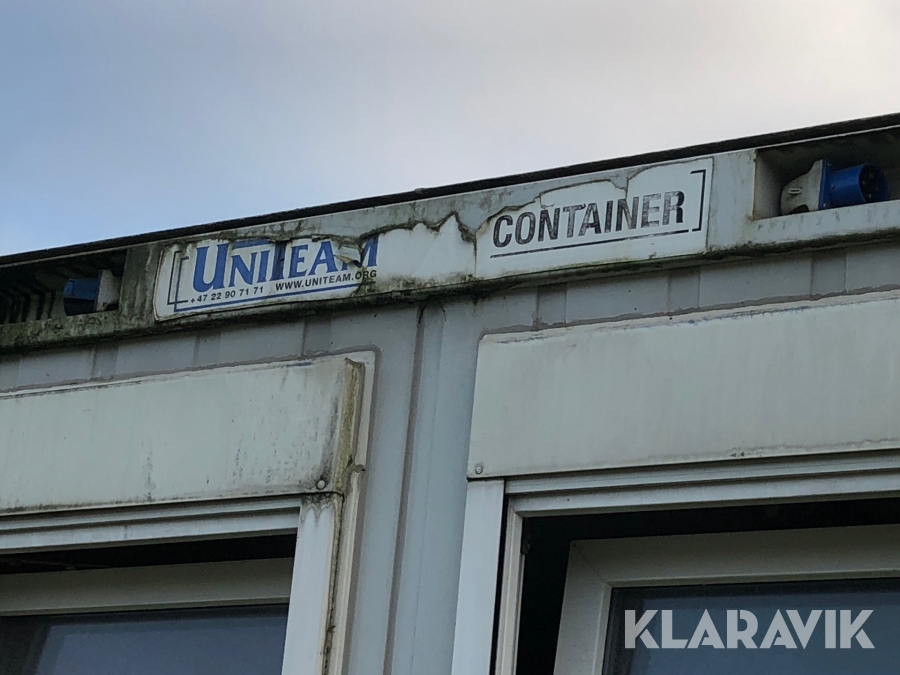 UNITEAM
+47 22 90 71 71 WWW.UNITEAM.ORG
CONTAINER
KLARAVIK